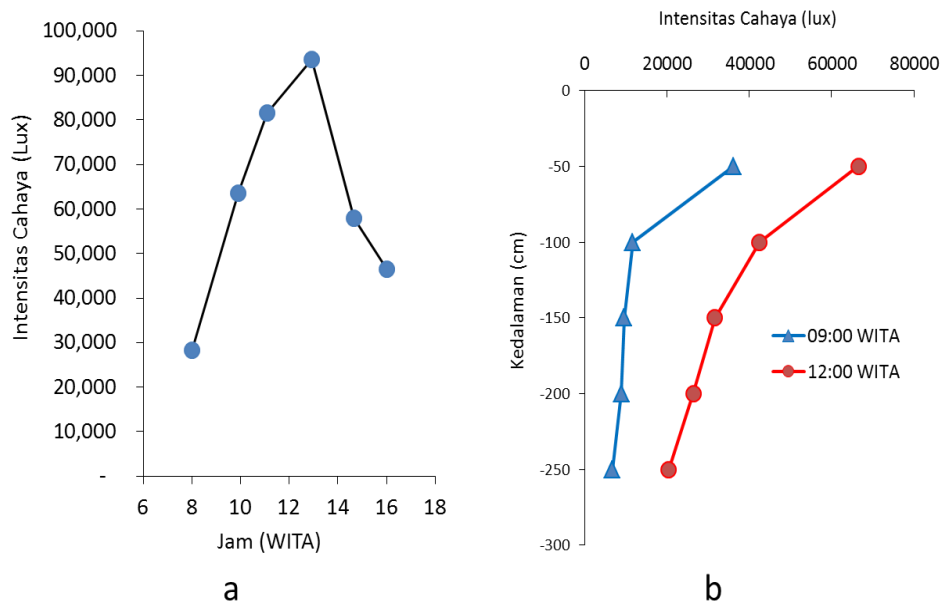 100,000
90,000
80,000
70,000
60,000
50,000
40,000
30,000
20,000
10,000
-
Intensitas Cahaya (Lux)
6 8 10 12 14 16 18
Jam (WITA)
a
Intensitas Cahaya (lux)
0 20000 40000 60000 80000
0
-50
-100
-150
-200
-250
-300
Kedalaman (cm)
09:00 WITA
12:00 WITA
b